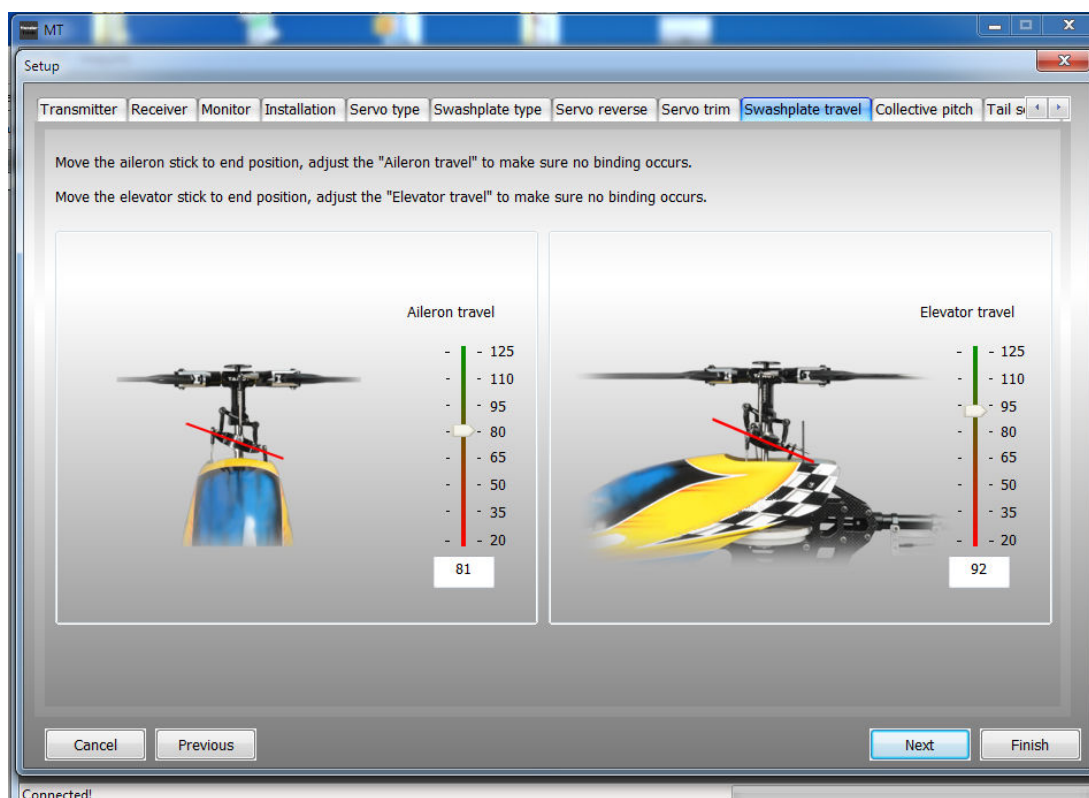 MT
Setup
Transmitter Receiver Monitor Installation Servo type Swashplate type Servo reverse Servo trim Swashplate travel Collective pitch Tail s
Move the aileron stick to end position, adjust the "Aileron travel" to make sure no binding occurs.
Move the elevator stick to end position, adjust the "Elevator travel" to make sure no binding occurs.
Aileron travel
- - 125
- - 110
- - 95
- - 80
- - 65
- - 50
- - 35
- - 20
81
Elevator travel
- - 125
- - 110
- - 95
- - 80
- - 65
- - 50
- - 35
- - 20
92
Cancel Previous Next Finish
Connected!